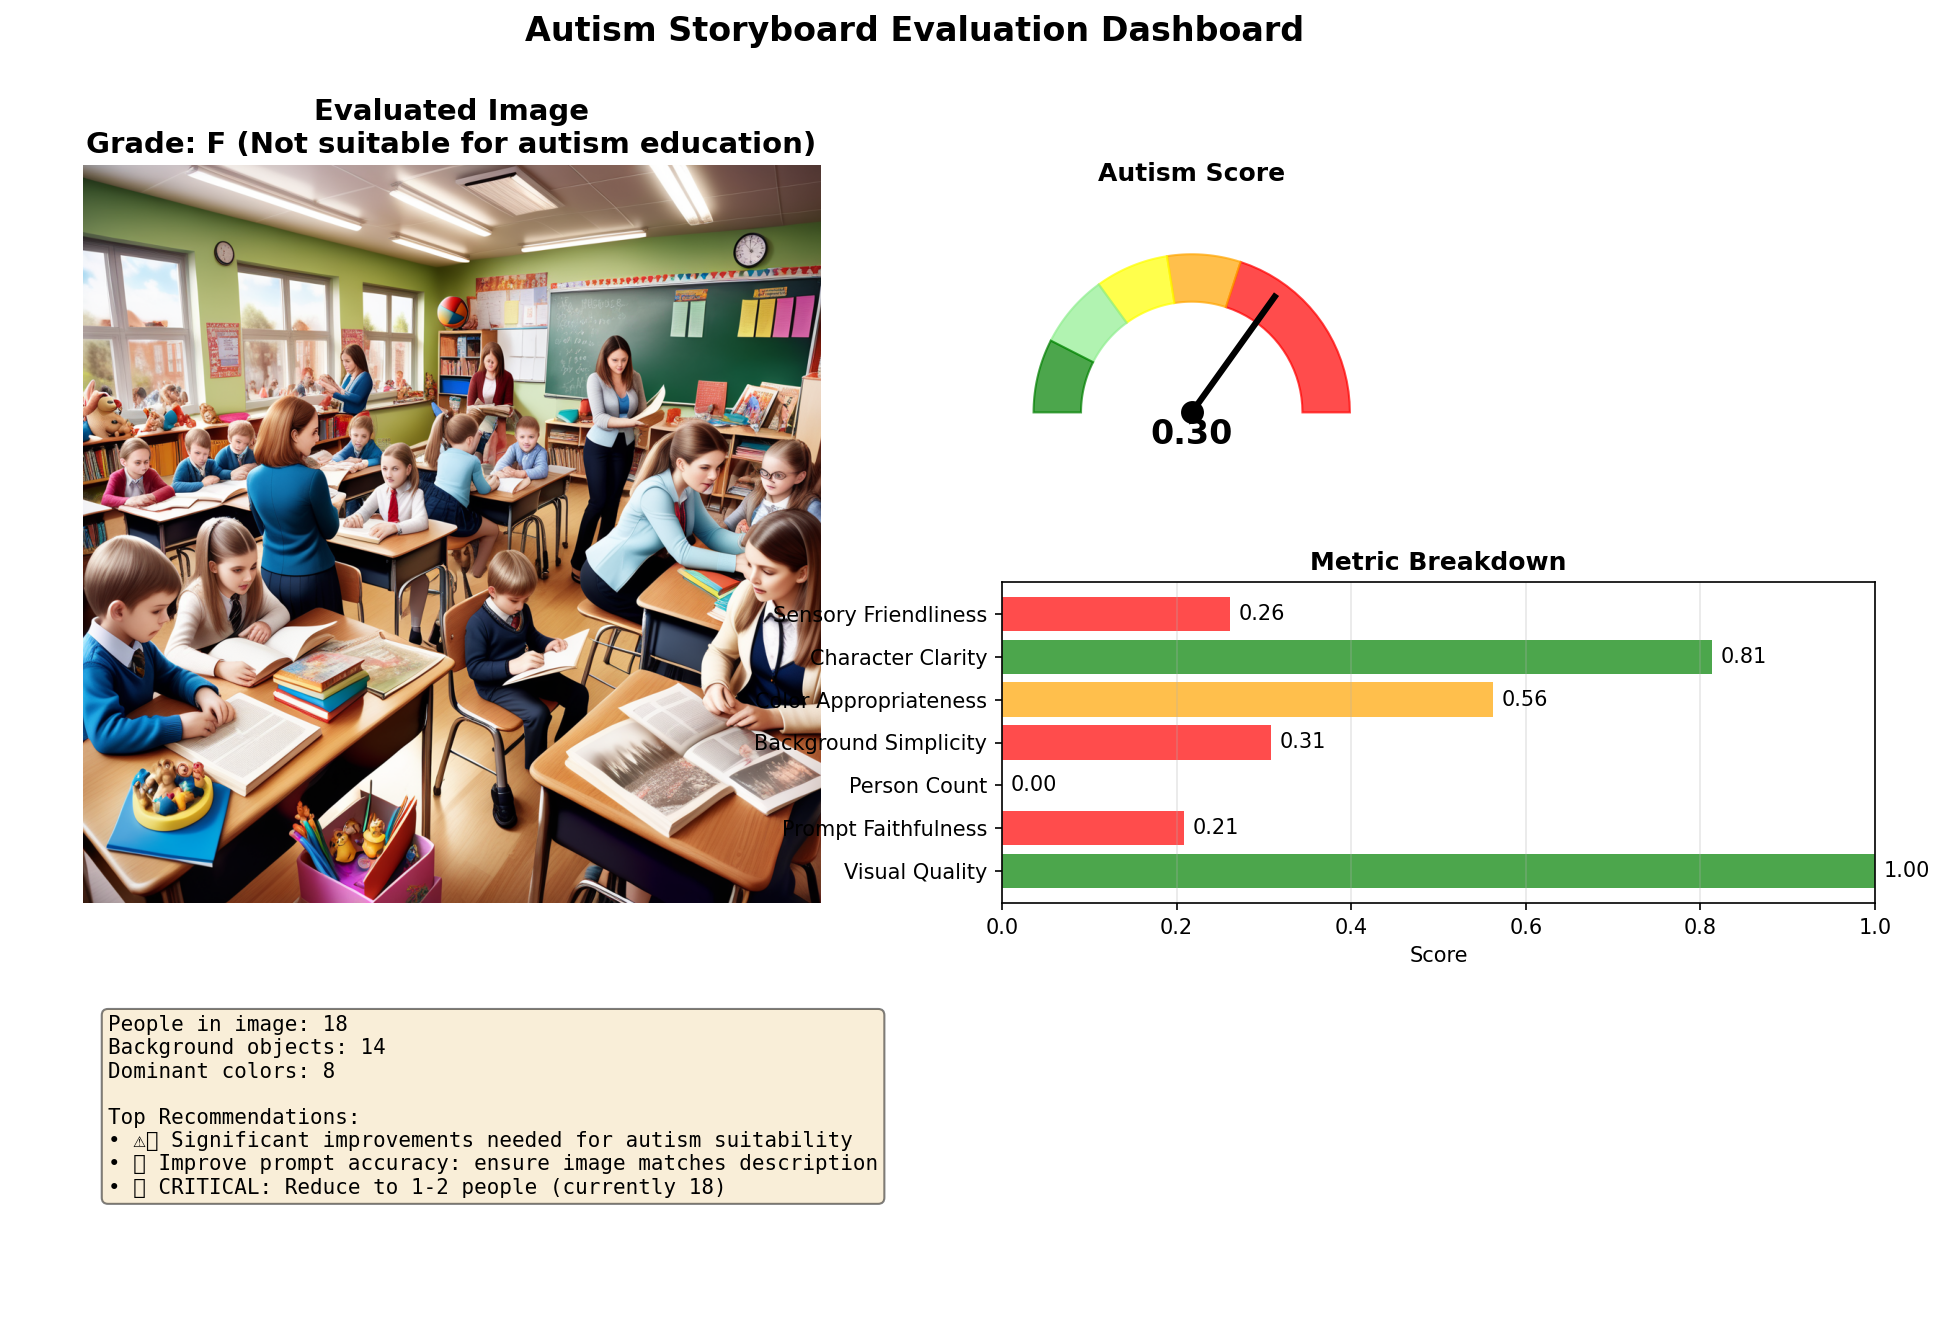 Autism Storyboard Evaluation Dashboard
Evaluated Image
Grade: F (Not suitable for autism education)
Autism Score
0.30
Metric Breakdown
Sensory Friendliness 0.26
Character Clarity 0.81
Color Appropriateness 0.56
Background Simplicity 0.31
Person Count 0.00
Prompt Faithfulness 0.21
Visual Quality 1.00
0.0 0.2 0.4 0.6 0.8 1.0
Score
People in image: 18
Background objects: 14
Dominant colors: 8
Top Recommendations:
• ⚠▯ Significant improvements needed for autism suitability
• ▯ Improve prompt accuracy: ensure image matches description
• ▯ CRITICAL: Reduce to 1-2 people (currently 18)